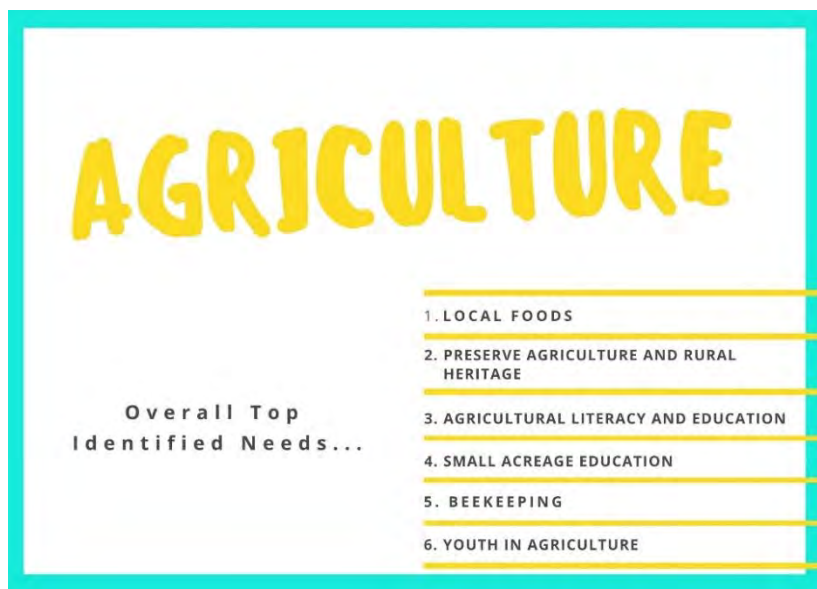 AGRICULTURE
Overall Top
Identified Needs...
1. LOCAL FOODS
2. PRESERVE AGRICULTURE AND RURAL
HERITAGE
3. AGRICULTURAL LITERACY AND EDUCATION
4. SMALL ACREAGE EDUCATION
5. BEEKEEPING
6. YOUTH IN AGRICULTURE